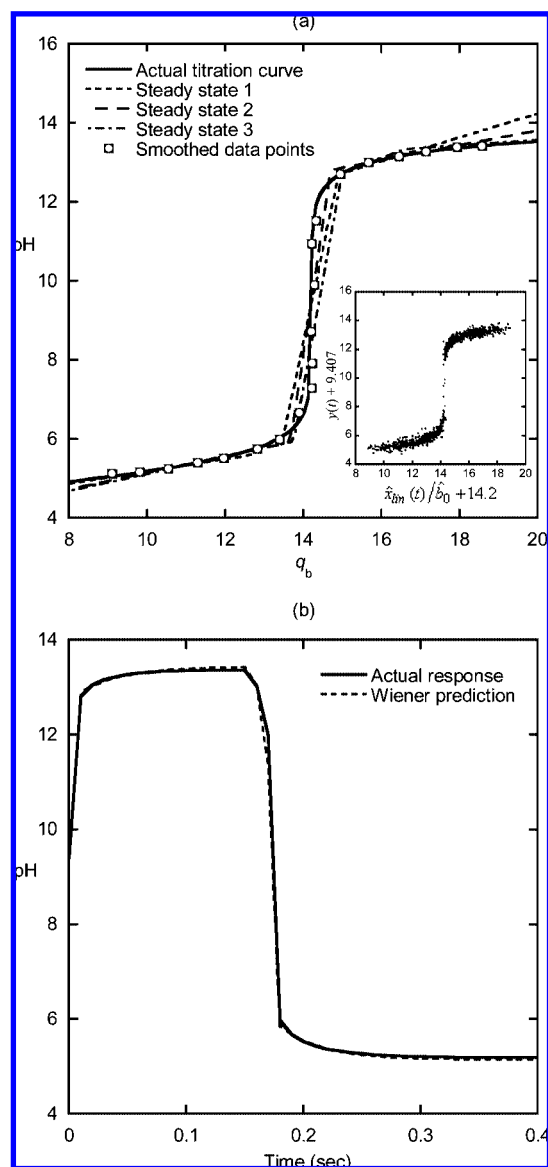 (a)
16
14
12
10
8
6
4
pH
Actual titration curve
Steady state 1
Steady state 2
Steady state 3
Smoothed data points
16
14
12
10
8
6
4
y(t) + 9.407
8 10 12 14 16 18 20
x̂lin (t)/b̂0 +14.2
8 10 12 14 16 18 20
qb
(b)
14
12
10
8
6
4
pH
Actual response
Wiener prediction
0 0.1 0.2 0.3 0.4
Time (sec)